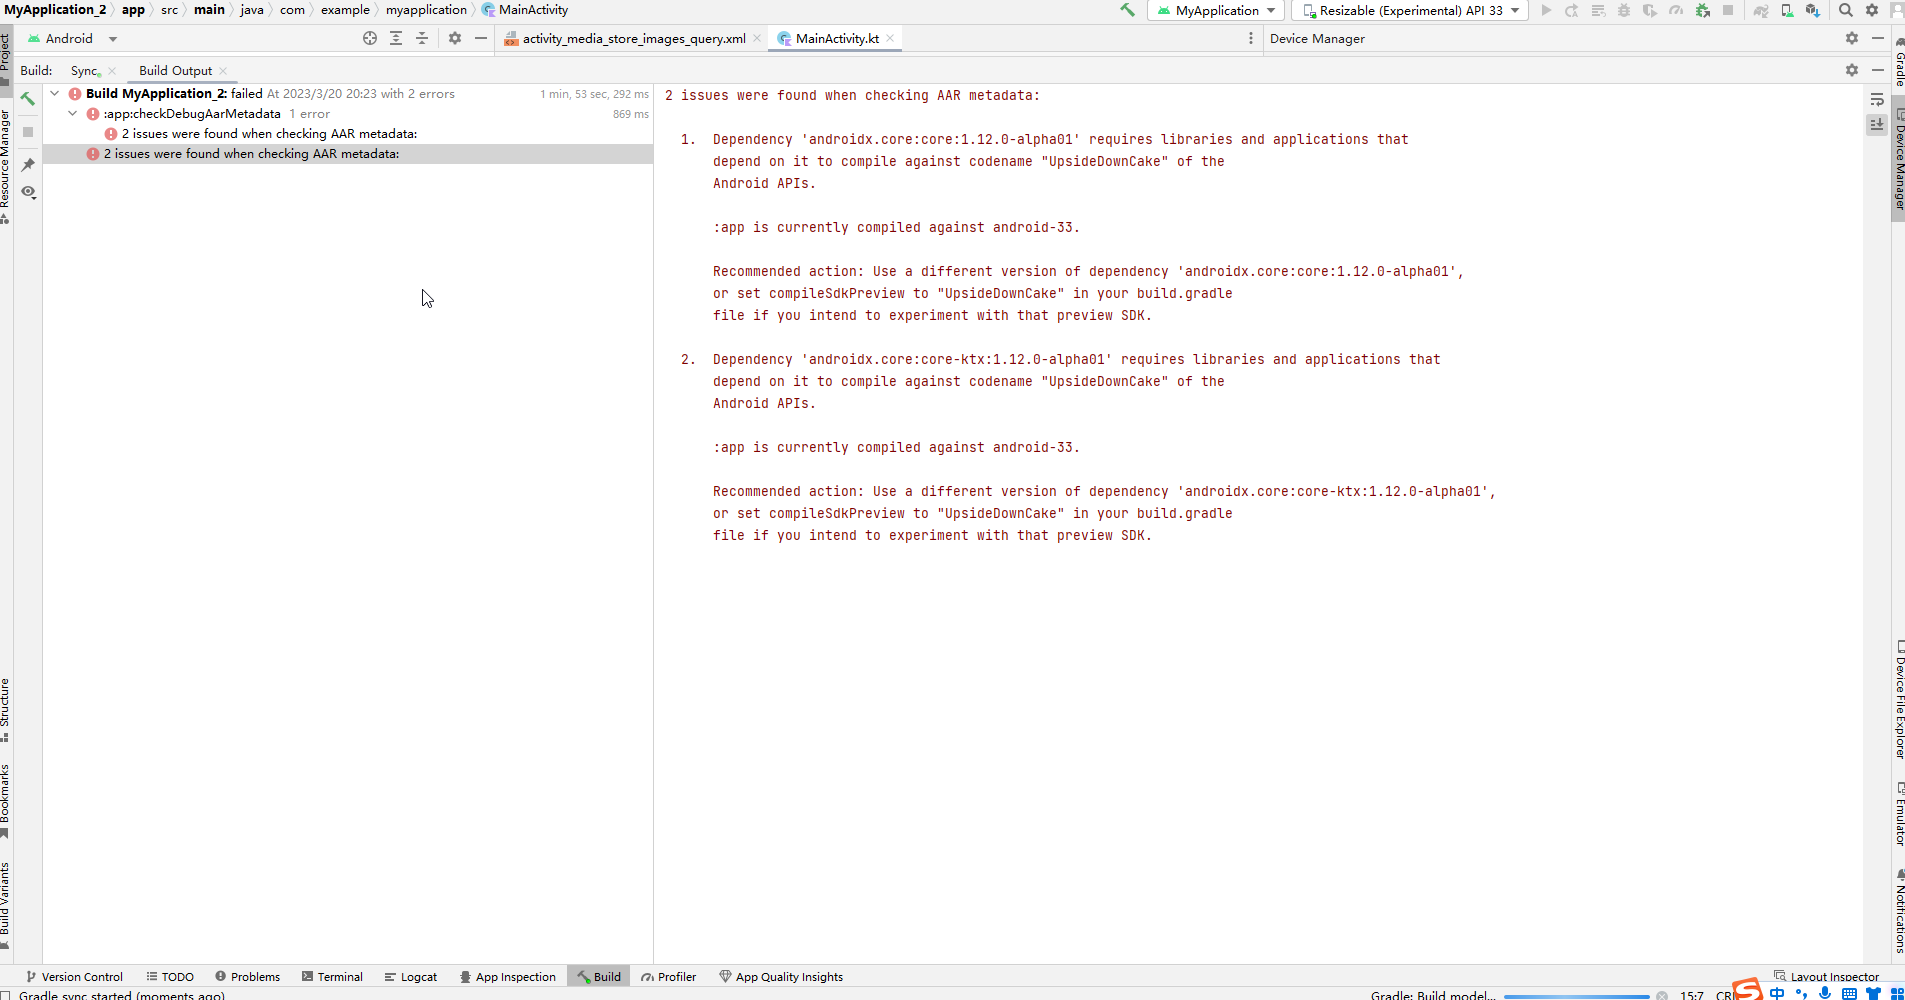 MyApplication_2 app src main java com example myapplication MainActivity MyApplication Resizable (Experimental) API 33
Project
Android activity_media_store_images_query.xml MainActivity.kt Device Manager
Build: Sync Build Output
Build MyApplication_2: failed At 2023/3/20 20:23 with 2 errors 1 min, 53 sec, 292 ms
:app:checkDebugAarMetadata 1 error 869 ms
2 issues were found when checking AAR metadata:
2 issues were found when checking AAR metadata:
2 issues were found when checking AAR metadata:
1. Dependency 'androidx.core:core:1.12.0-alpha01' requires libraries and applications that
depend on it to compile against codename "UpsideDownCake" of the
Android APIs.
:app is currently compiled against android-33.
Recommended action: Use a different version of dependency 'androidx.core:core:1.12.0-alpha01',
or set compileSdkPreview to "UpsideDownCake" in your build.gradle
file if you intend to experiment with that preview SDK.
2. Dependency 'androidx.core:core-ktx:1.12.0-alpha01' requires libraries and applications that
depend on it to compile against codename "UpsideDownCake" of the
Android APIs.
:app is currently compiled against android-33.
Recommended action: Use a different version of dependency 'androidx.core:core-ktx:1.12.0-alpha01',
or set compileSdkPreview to "UpsideDownCake" in your build.gradle
file if you intend to experiment with that preview SDK.
Resource Manager
Structure
Bookmarks
Build Variants
Gradle
Device Manager
Device File Explorer
Emulator
Notifications
Version Control TODO Problems Terminal Logcat App Inspection Build Profiler App Quality Insights Layout Inspector
Gradle sync started (moments ago) Gradle: Build model... 15:7 中